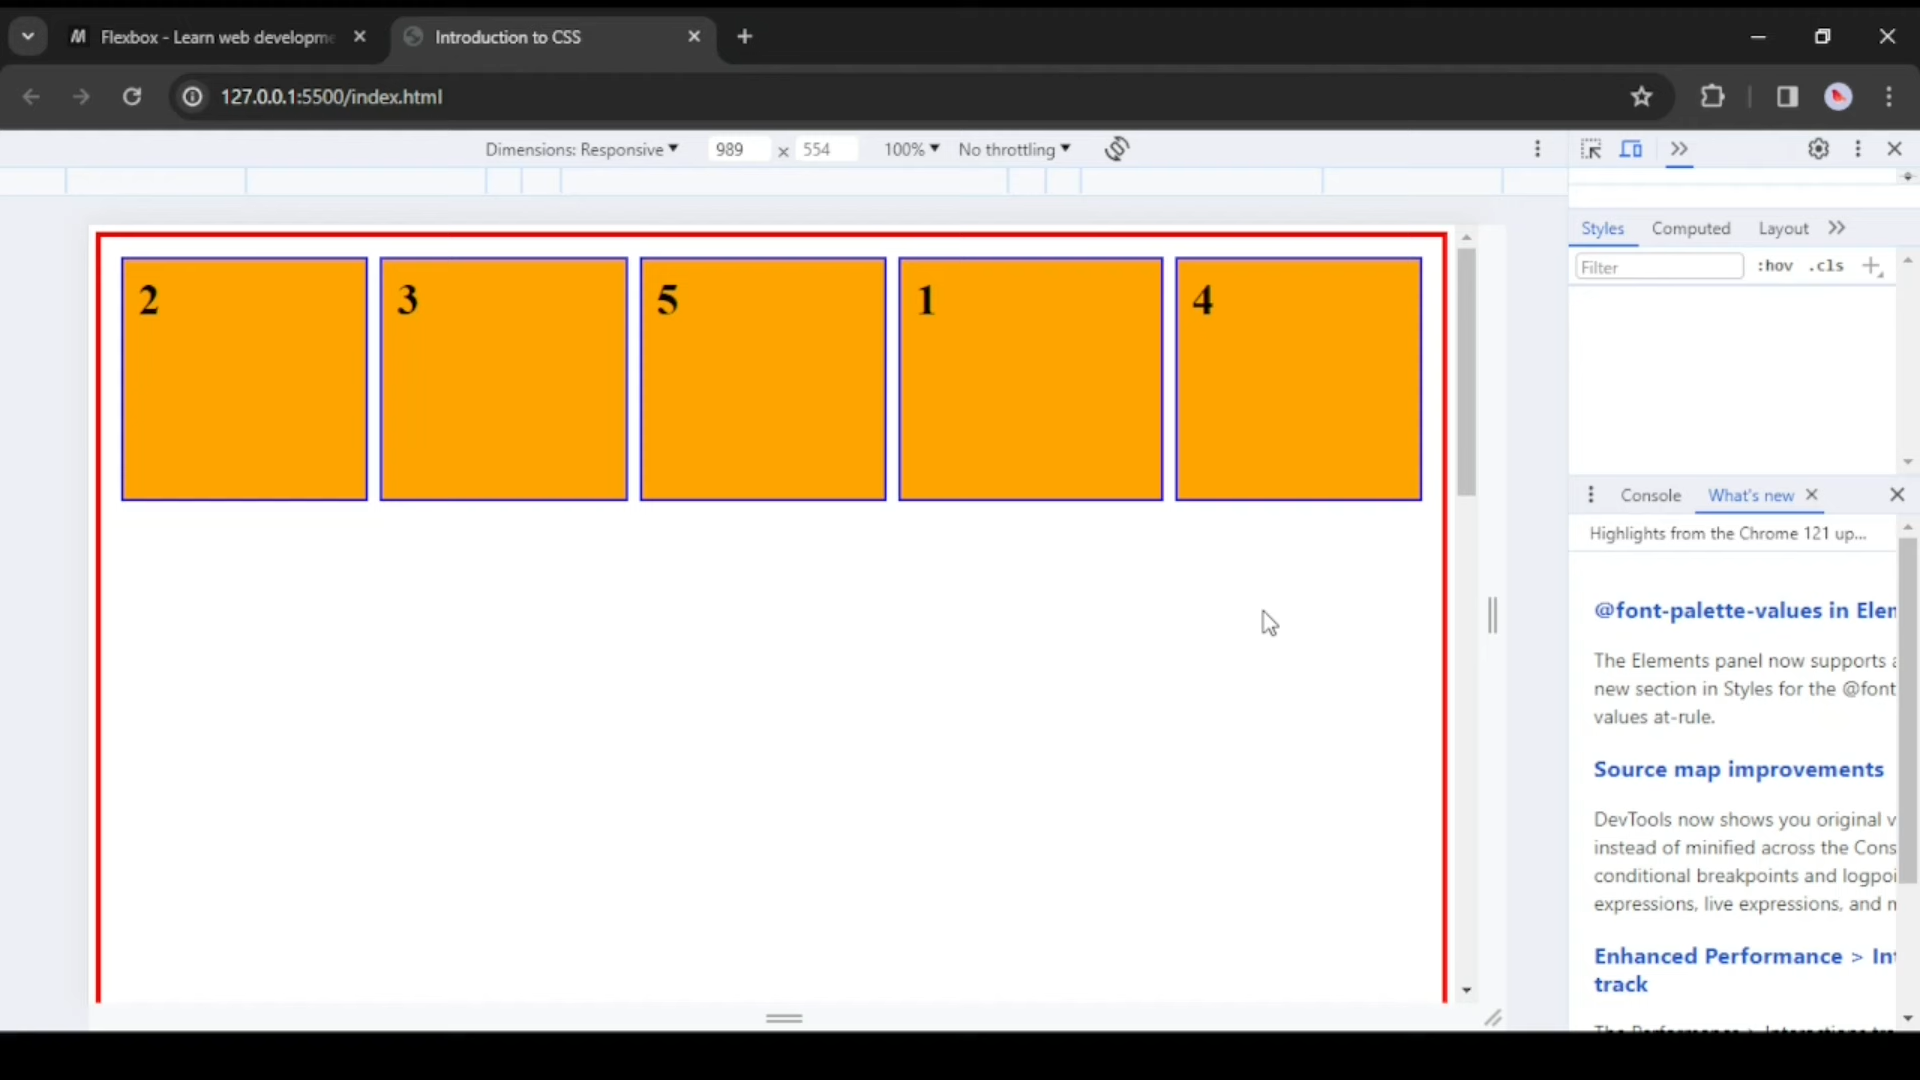 Flexbox - Learn web developme
Introduction to CSS
127.0.0.1:5500/index.html
Dimensions: Responsive 989 x 554 100% No throttling
Styles Computed Layout
Filter :hov .cls
2 3 5 1 4
Console What's new
Highlights from the Chrome 121 up...
@font-palette-values in Elem
The Elements panel now supports a
new section in Styles for the @font
values at-rule.
Source map improvements
DevTools now shows you original v
instead of minified across the Cons
conditional breakpoints and logpoi
expressions, live expressions, and m
Enhanced Performance > Int
track